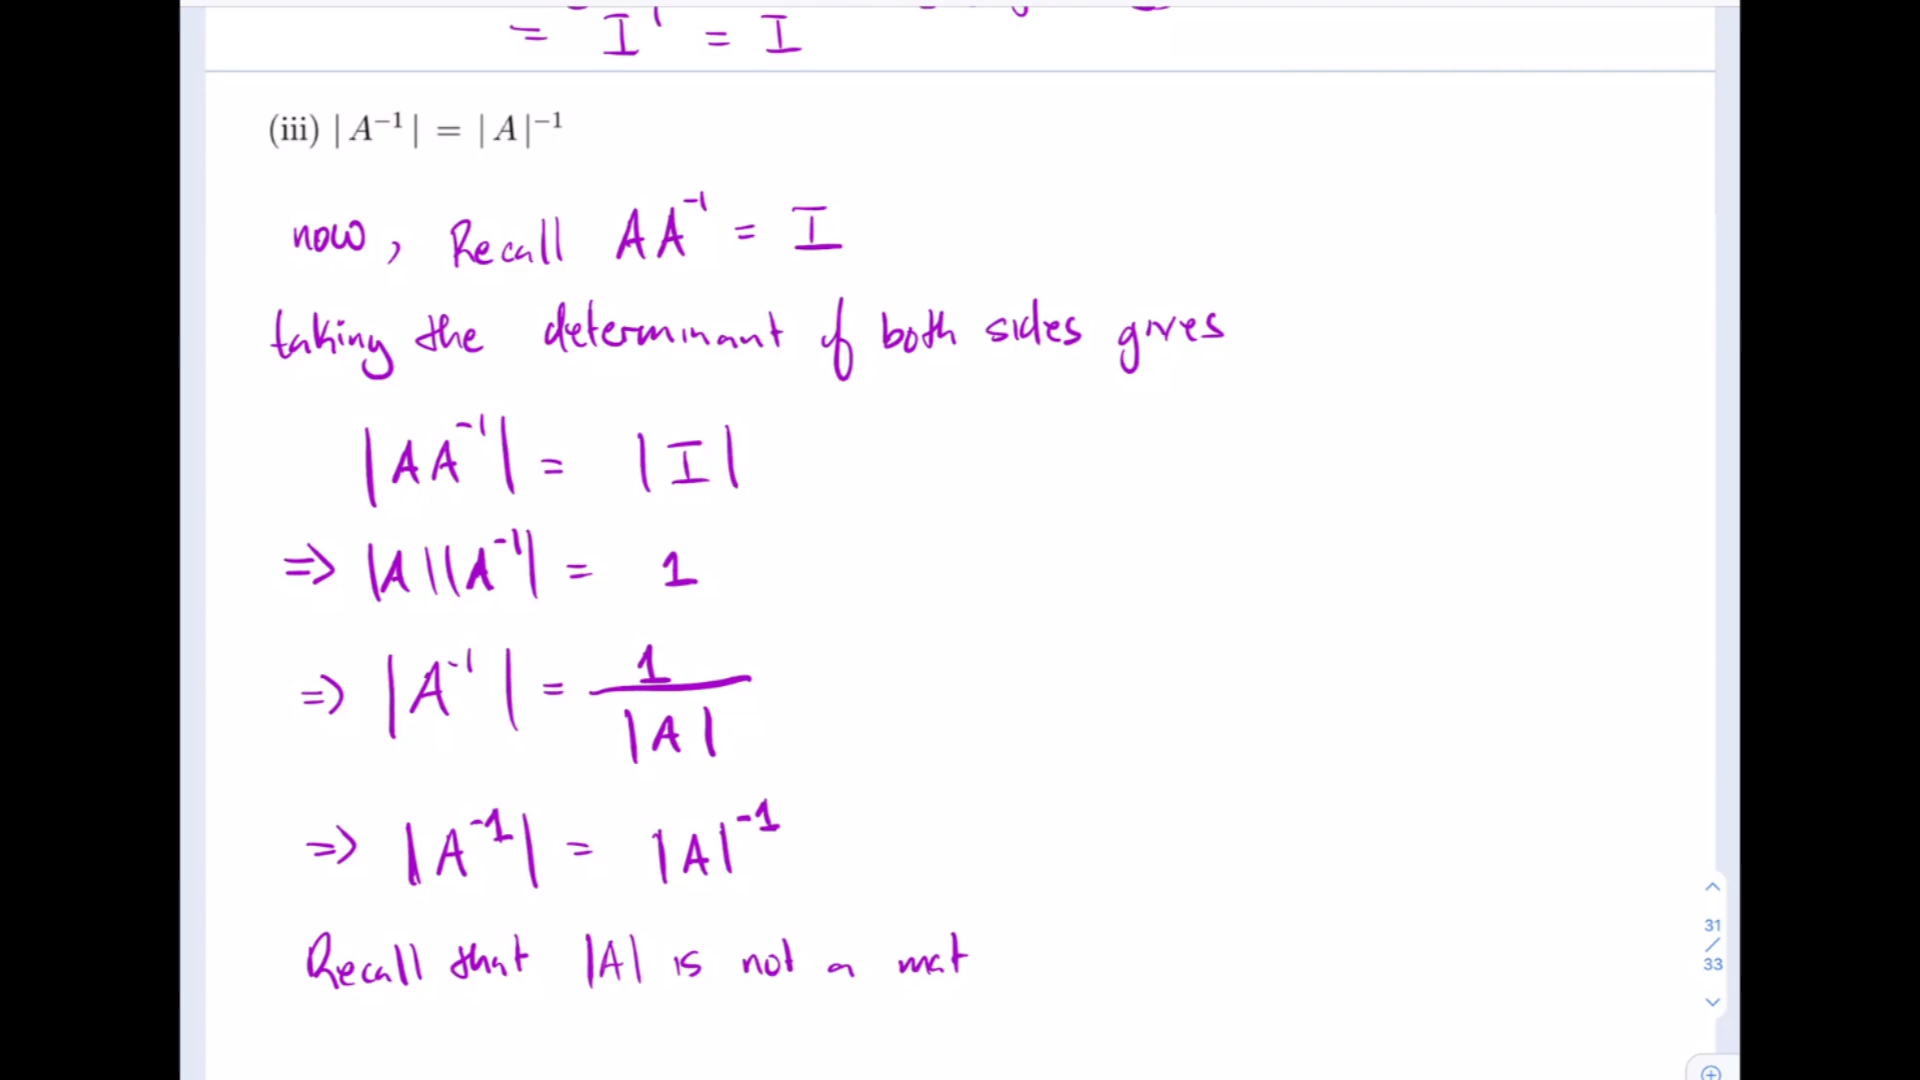 = I' = I
(iii) | A⁻¹ | = | A |⁻¹
now, Recall AA⁻¹ = I
taking the determinant of both sides gives
|AA⁻¹| = |I|
=> |A||A⁻¹| = 1
=> |A⁻¹| = 1/|A|
=> |A⁻¹| = |A|⁻¹
Recall that |A| is not a mat
31
/
33